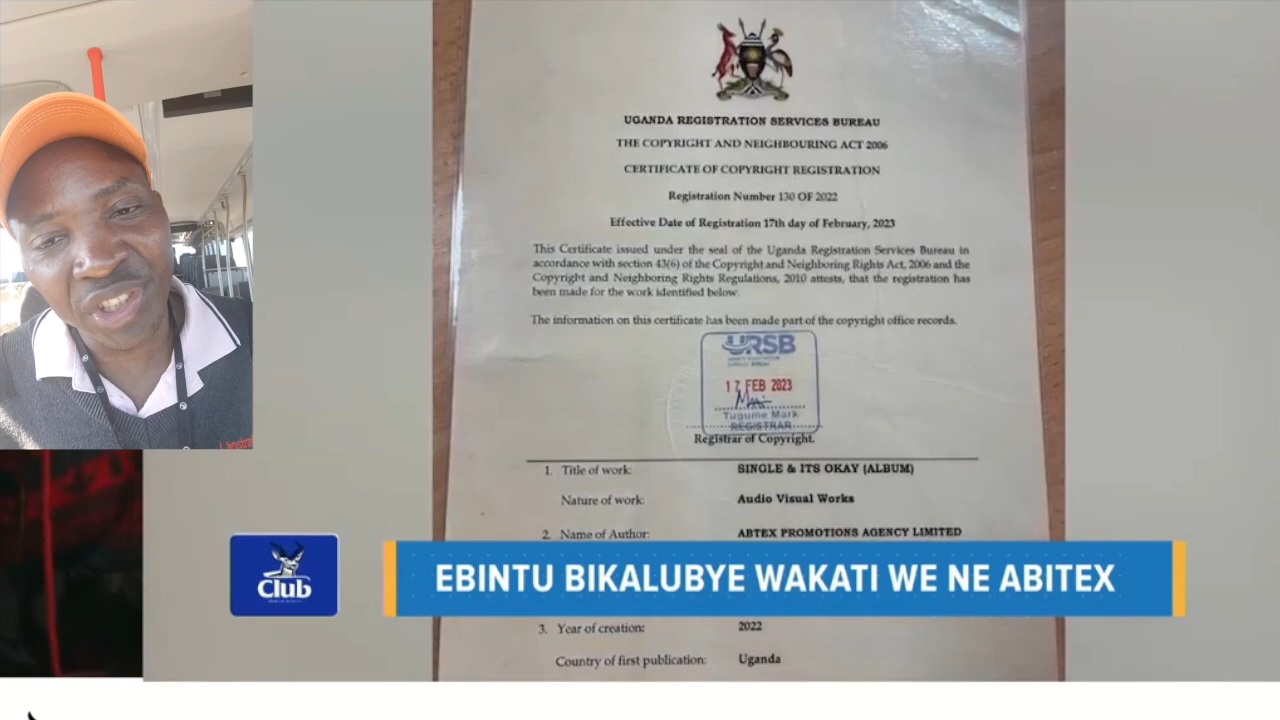 UGANDA REGISTRATION SERVICES BUREAU
THE COPYRIGHT AND NEIGHBOURING ACT 2006
CERTIFICATE OF COPYRIGHT REGISTRATION
Registration Number 130 OF 2022
Effective Date of Registration 17th day of February, 2023
This Certificate issued under the seal of the Uganda Registration Services Bureau in
accordance with section 43(6) of the Copyright and Neighboring Rights Act, 2006 and the
Copyright and Neighboring Rights Regulations, 2010 attests, that the registration has
been made for the work identified below.
The information on this certificate has been made part of the copyright office records.
URSB
17 FEB 2023
Tugume Mark
REGISTRAR
Registrar of Copyright.
1. Title of work: SINGLE & ITS OKAY (ALBUM)
Nature of work: Audio Visual Works
2. Name of Author: ABTEX PROMOTIONS AGENCY LIMITED
Club
EBINTU BIKALUBYE WAKATI WE NE ABITEX
3. Year of creation: 2022
Country of first publication: Uganda